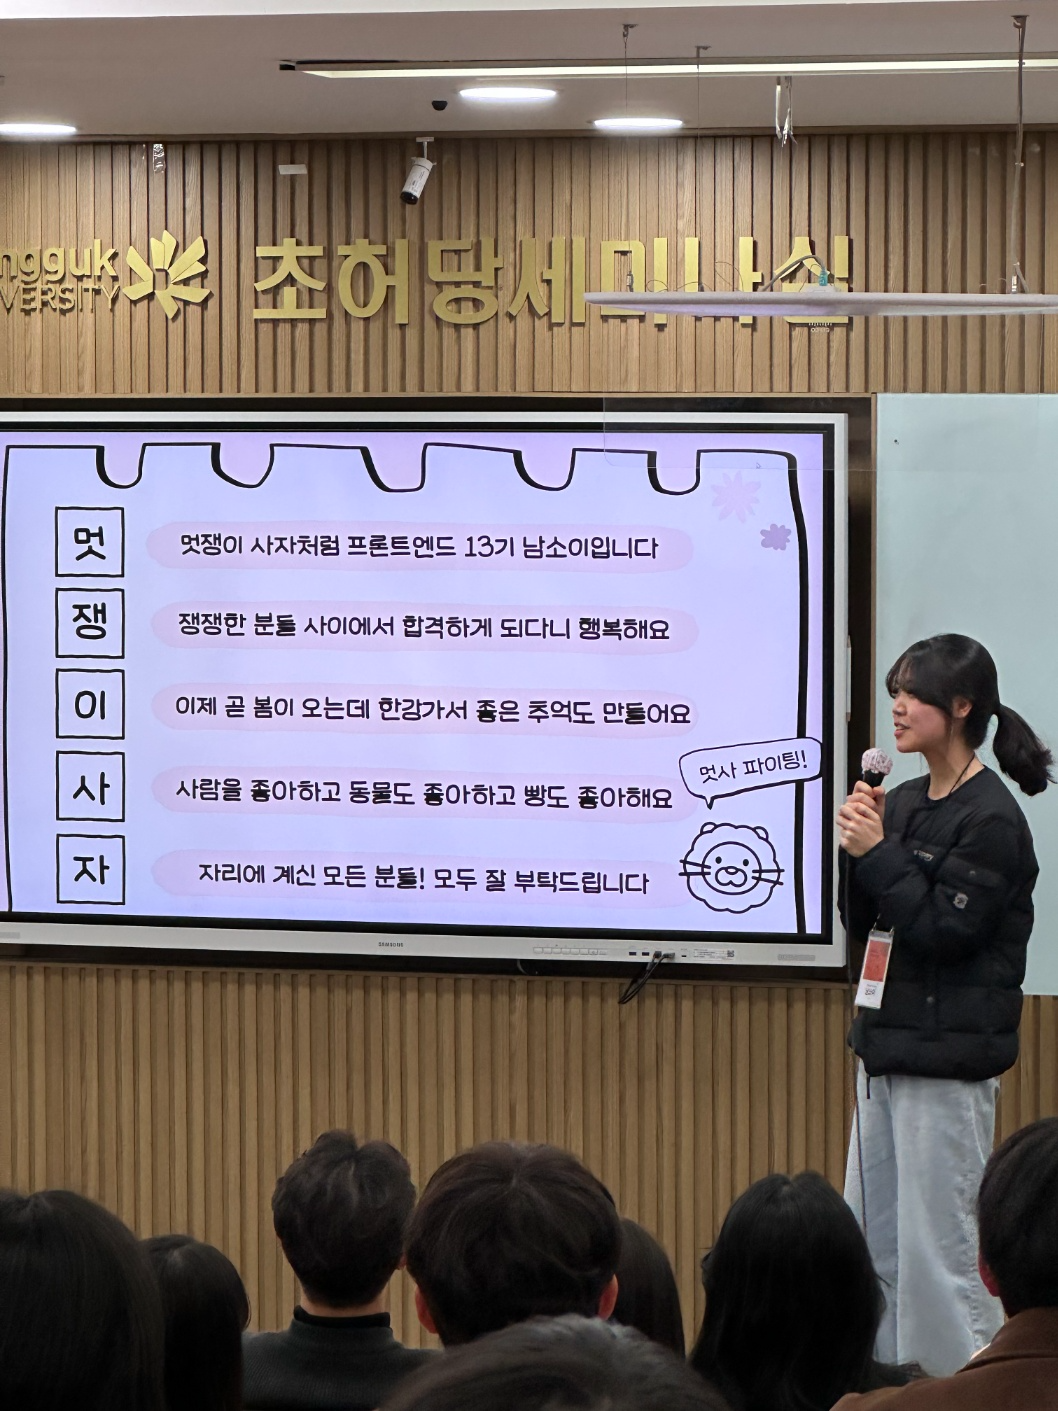 ngguk
VERSITY
초허당세미나실
멋 멋쟁이 사자처럼 프론트엔드 13기 남소이입니다
쟁 쟁쟁한 분들 사이에서 합격하게 되다니 행복해요
이 이제 곧 봄이 오는데 한강가서 좋은 추억도 만들어요
사 사람을 좋아하고 동물도 좋아하고 빵도 좋아해요
멋사 파이팅!
자 자리에 계신 모든 분들! 모두 잘 부탁드립니다
SAMSUNG